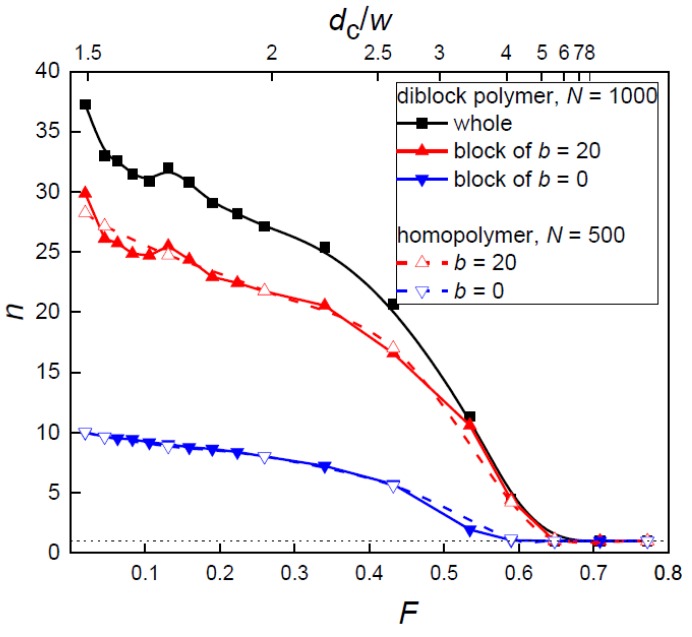 d_C/w
1.5 2 2.5 3 4 5 6 7 8
40
35
30
25
20
15
10
5
0
n
diblock polymer, N = 1000
whole
block of b = 20
block of b = 0
homopolymer, N = 500
b = 20
b = 0
0.1 0.2 0.3 0.4 0.5 0.6 0.7 0.8
F